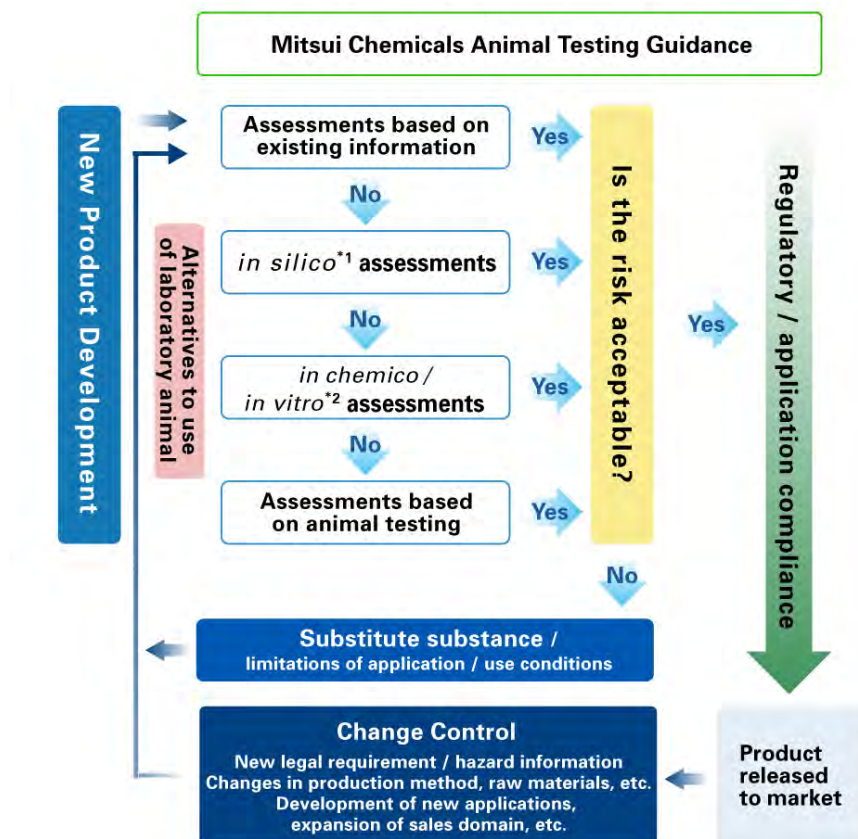 Mitsui Chemicals Animal Testing Guidance
New Product Development
Assessments based on
existing information
Yes
No
Alternatives to use
of laboratory animal
in silico*1 assessments
Yes
No
in chemico /
in vitro*2 assessments
Yes
No
Assessments based
on animal testing
Yes
Is the risk acceptable?
Yes
No
Regulatory / application compliance
Substitute substance /
limitations of application / use conditions
Change Control
New legal requirement / hazard information
Changes in production method, raw materials, etc.
Development of new applications,
expansion of sales domain, etc.
Product
released
to market